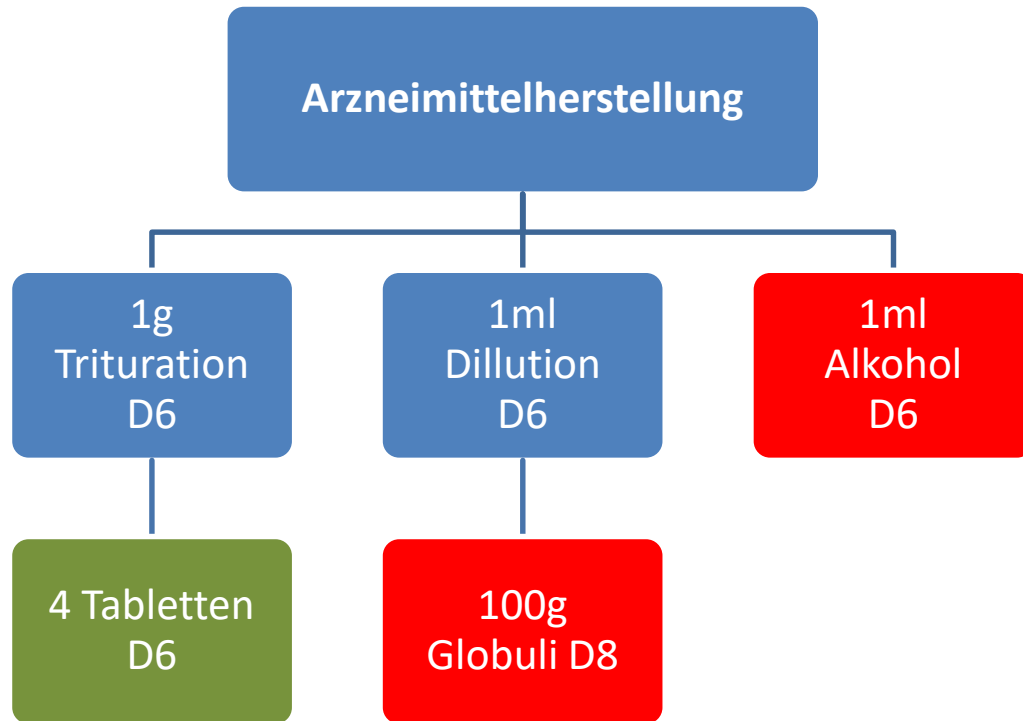 Arzneimittelherstellung
1g
Trituration
D6
1ml
Dillution
D6
1ml
Alkohol
D6
4 Tabletten
D6
100g
Globuli D8